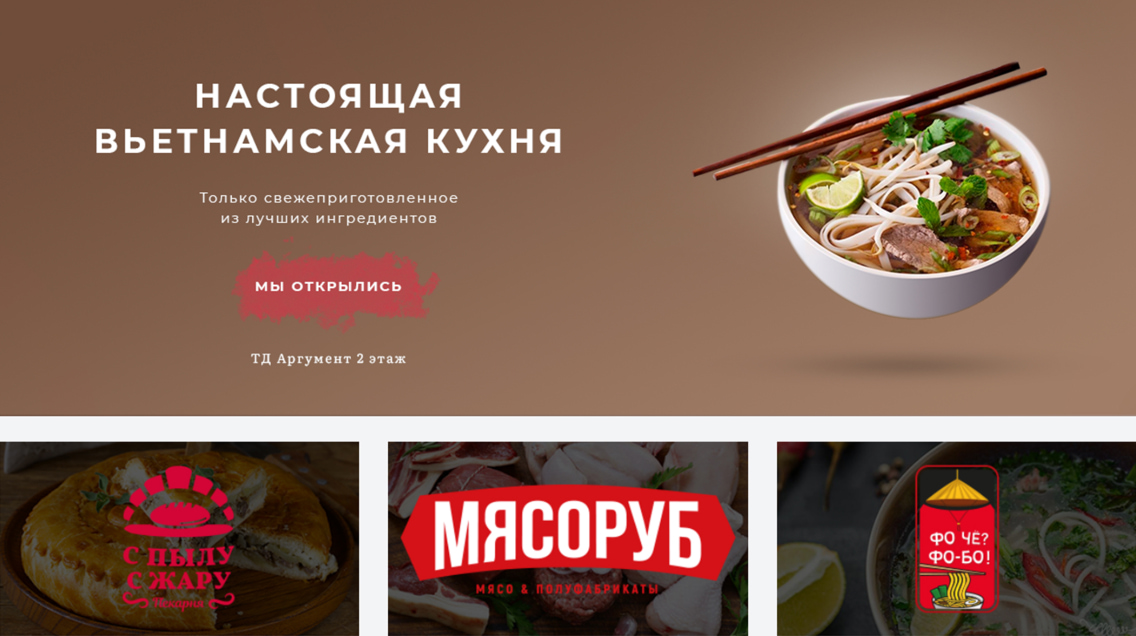 НАСТОЯЩАЯ
ВЬЕТНАМСКАЯ КУХНЯ
Только свежеприготовленное
из лучших ингредиентов
МЫ ОТКРЫЛИСЬ
ТД Аргумент 2 этаж
С ПЫЛУ
С ЖАРУ
Пекарня
МЯСОРУБ
МЯСО & ПОЛУФАБРИКАТЫ
ФО ЧЁ?
ФО-БО!